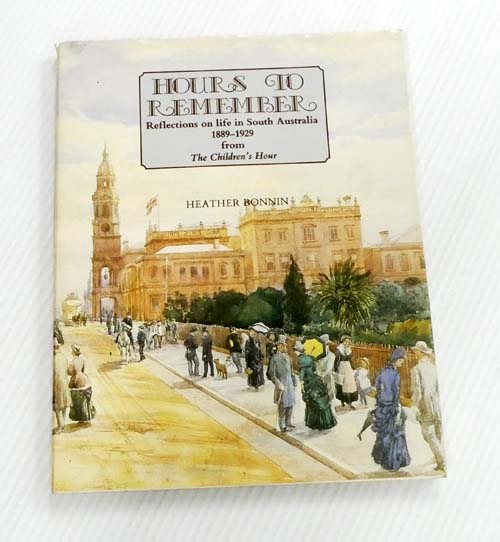 HOURS TO
REMEMBER
Reflections on life in South Australia
1889–1929
from
The Children's Hour
HEATHER BONNIN